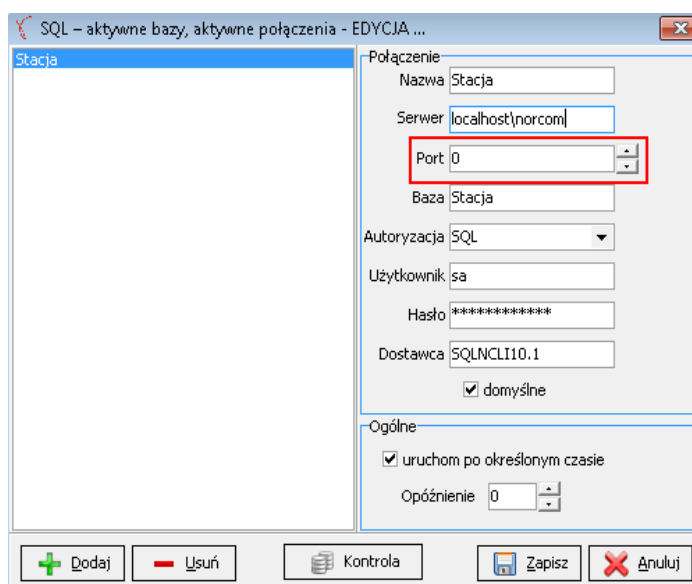 SQL – aktywne bazy, aktywne połączenia - EDYCJA ...
Stacja
Połączenie
Nazwa Stacja
Serwer localhost\norcom
Port 0
Baza Stacja
Autoryzacja SQL
Użytkownik sa
Hasło ************
Dostawca SQLNCLI10.1
domyślne
Ogólne
uruchom po określonym czasie
Opóźnienie 0
Dodaj Usuń Kontrola Zapisz Anuluj